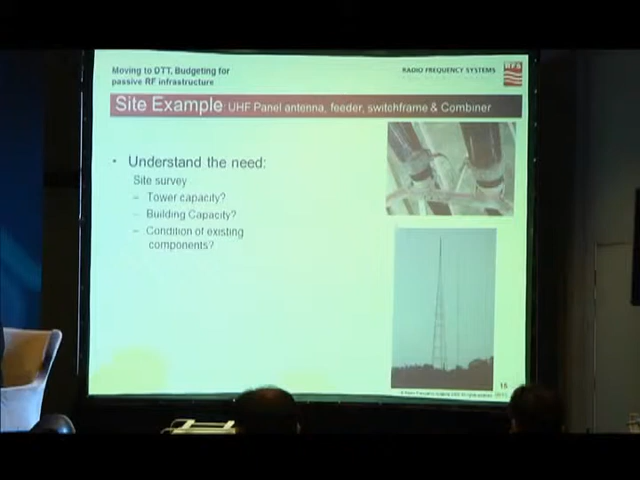 Moving to DTT, Budgeting for
passive RF infrastructure
RADIO FREQUENCY SYSTEMS
RFS
Site Example: UHF Panel antenna, feeder, switchframe & Combiner
• Understand the need:
Site survey
– Tower capacity?
– Building Capacity?
– Condition of existing
components?
15